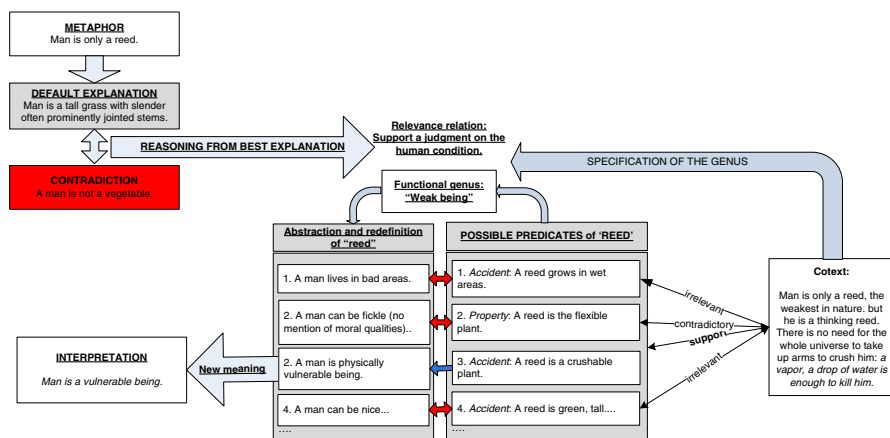 METAPHOR
Man is only a reed.
DEFAULT EXPLANATION
Man is a tall grass with slender
often prominently jointed stems.
REASONING FROM BEST EXPLANATION
Relevance relation:
Support a judgment on the
human condition.
SPECIFICATION OF THE GENUS
CONTRADICTION
A man is not a vegetable.
Functional genus:
"Weak being"
Abstraction and redefinition
of "reed"
1. A man lives in bad areas.
2. A man can be fickle (no
mention of moral qualities)..
2. A man is physically
vulnerable being.
4. A man can be nice...
....
POSSIBLE PREDICATES of 'REED'
1. Accident: A reed grows in wet
areas.
2. Property: A reed is the flexible
plant.
3. Accident: A reed is a crushable
plant.
4. Accident: A reed is green, tall....
....
irrelevant
contradictory
support
irrelevant
Cotext:
Man is only a reed, the
weakest in nature. but
he is a thinking reed.
There is no need for the
whole universe to take
up arms to crush him: a
vapor, a drop of water is
enough to kill him.
New meaning
INTERPRETATION
Man is a vulnerable being.